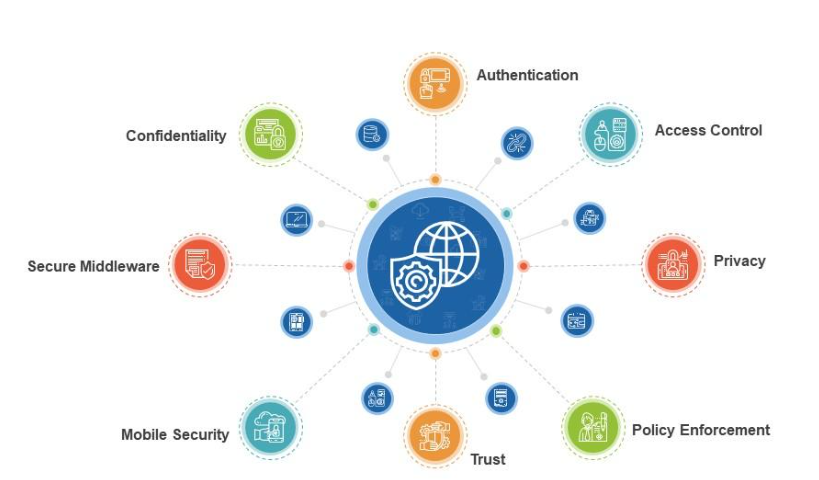 Authentication
Confidentiality
Access Control
Secure Middleware
Privacy
Mobile Security
Policy Enforcement
Trust